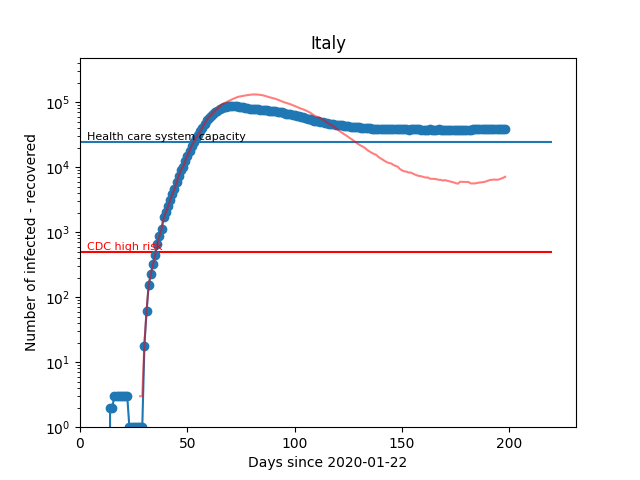 Italy
Number of infected - recovered
10^5
10^4
10^3
10^2
10^1
10^0
Health care system capacity
CDC high risk
0 50 100 150 200
Days since 2020-01-22